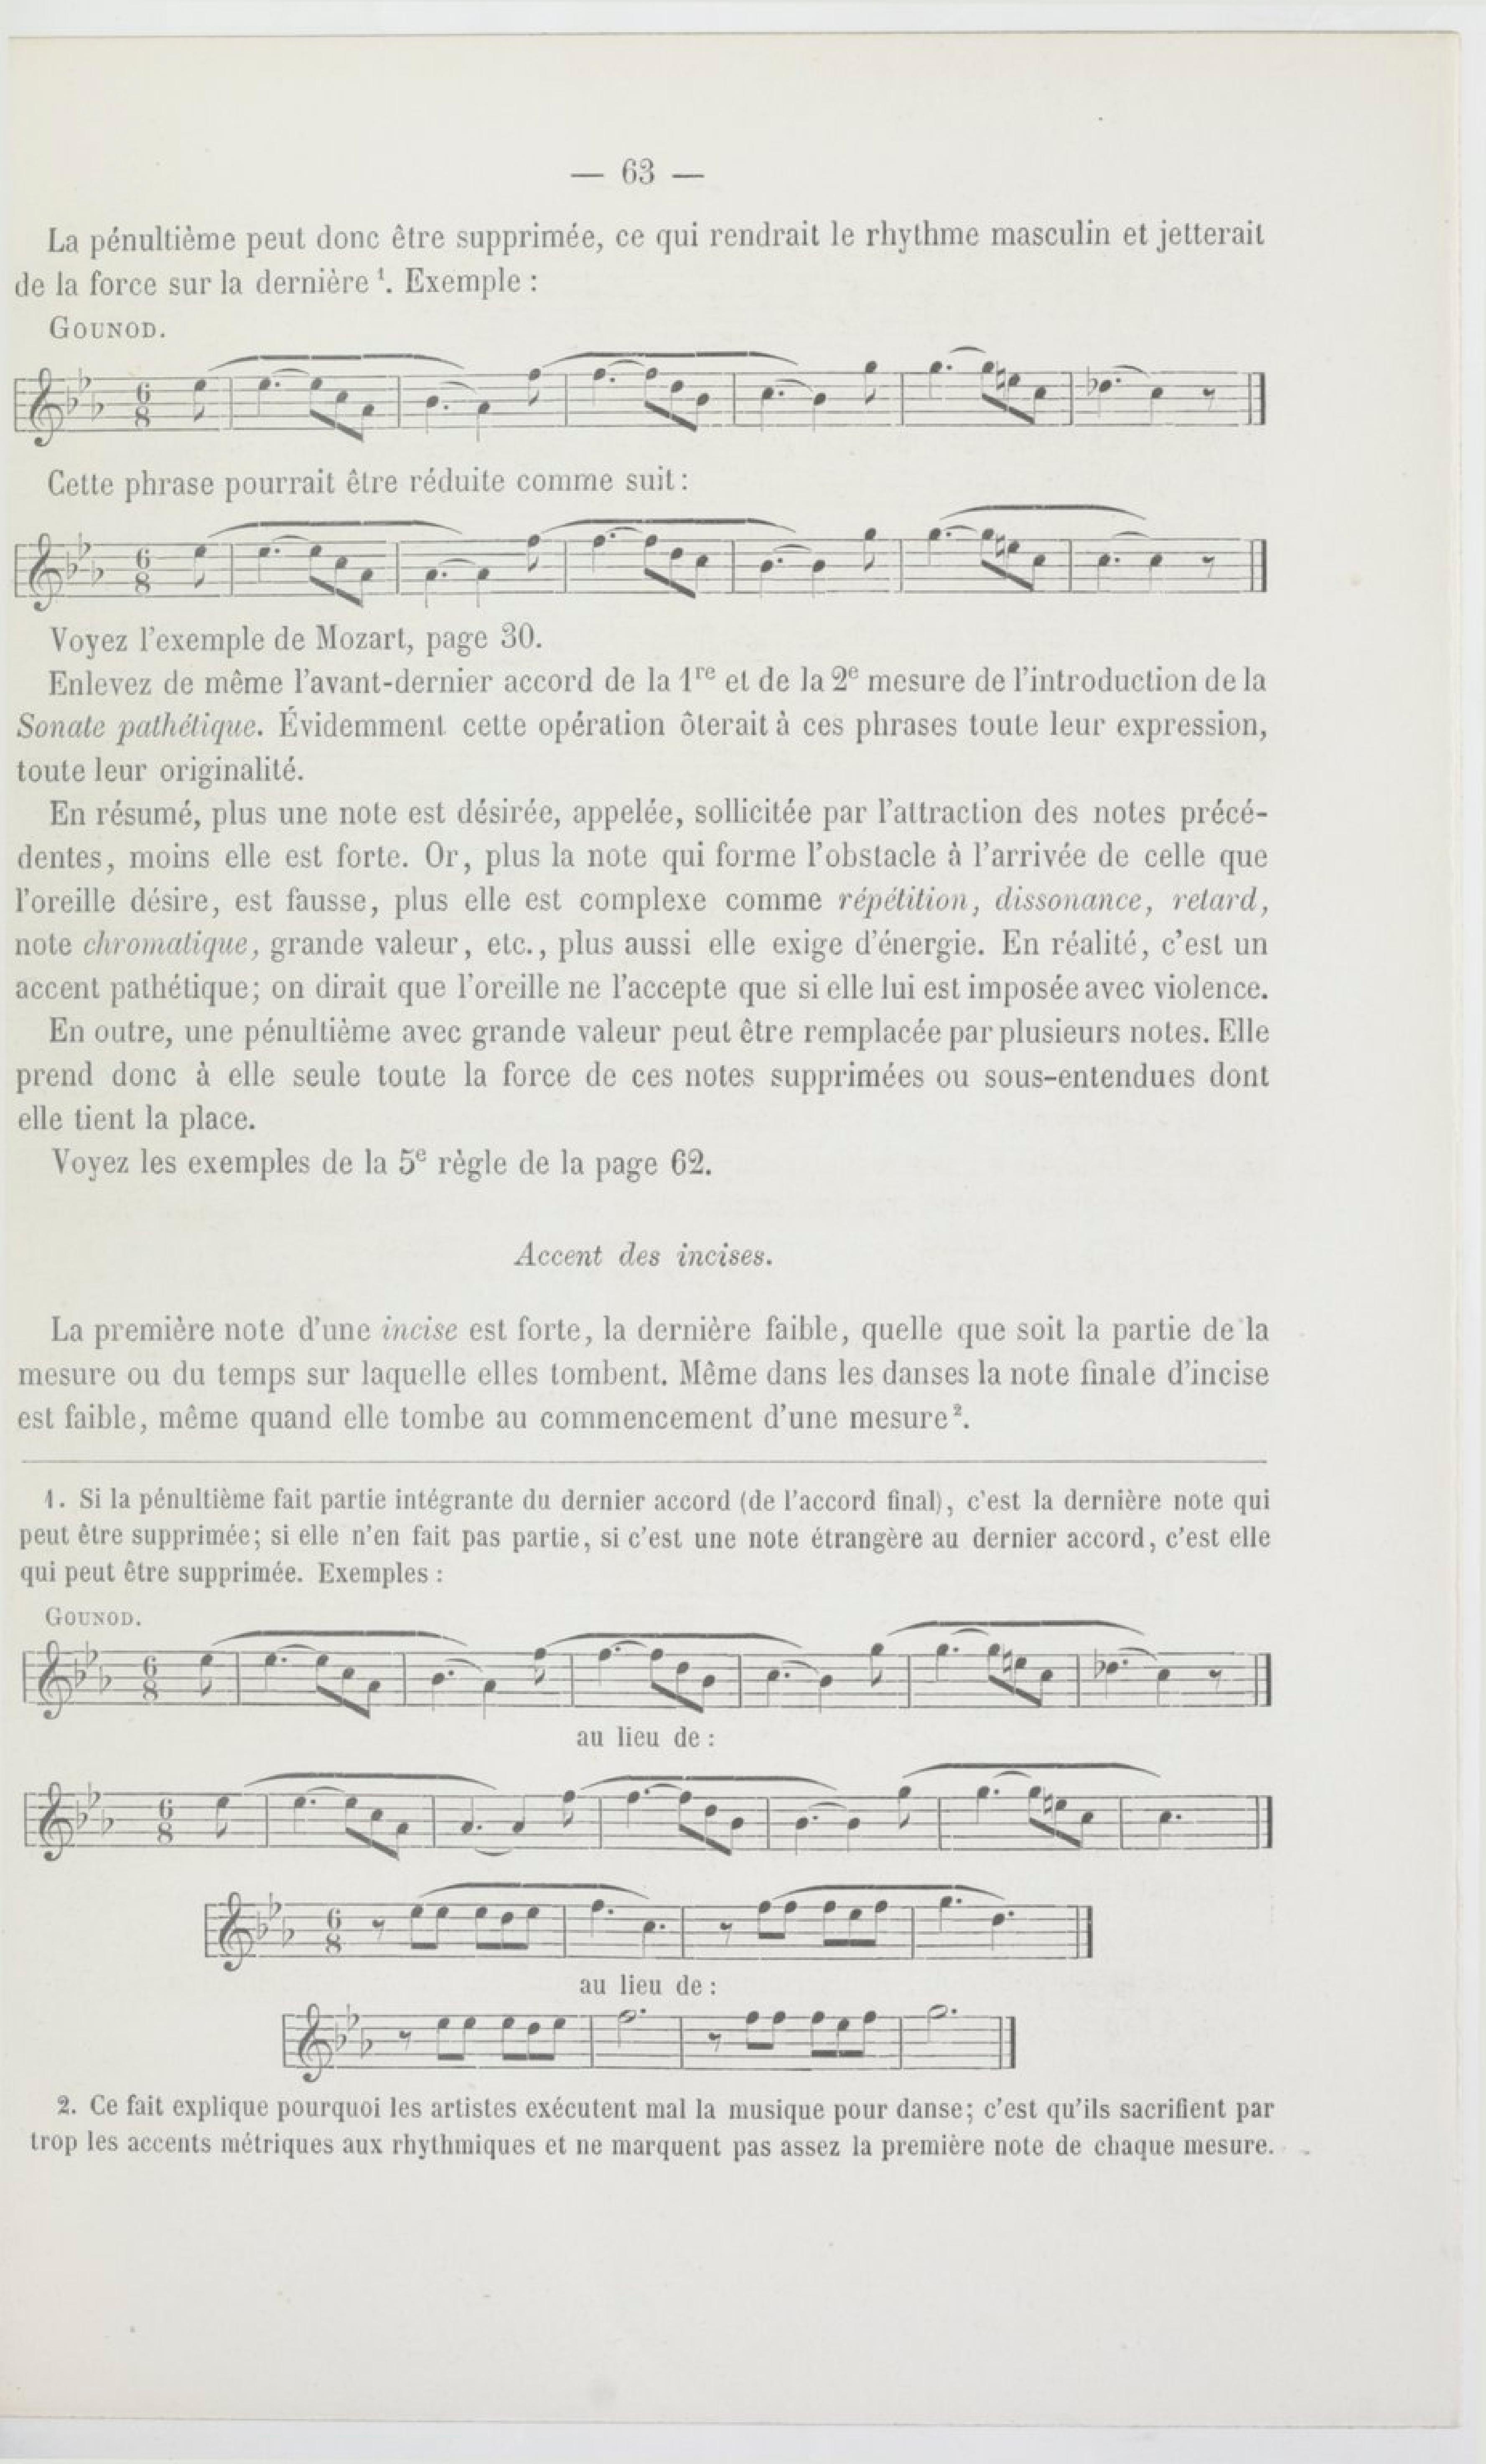 — 63 —
La pénultième peut donc être supprimée, ce qui rendrait le rhythme masculin et jetterait
de la force sur la dernière ¹. Exemple :
GOUNOD.
6
8
Cette phrase pourrait être réduite comme suit :
6
8
Voyez l'exemple de Mozart, page 30.
Enlevez de même l'avant-dernier accord de la 1re et de la 2e mesure de l'introduction de la
Sonate pathétique. Évidemment cette opération ôterait à ces phrases toute leur expression,
toute leur originalité.
En résumé, plus une note est désirée, appelée, sollicitée par l'attraction des notes précé-
dentes, moins elle est forte. Or, plus la note qui forme l'obstacle à l'arrivée de celle que
l'oreille désire, est fausse, plus elle est complexe comme répétition, dissonance, retard,
note chromatique, grande valeur, etc., plus aussi elle exige d'énergie. En réalité, c'est un
accent pathétique; on dirait que l'oreille ne l'accepte que si elle lui est imposée avec violence.
En outre, une pénultième avec grande valeur peut être remplacée par plusieurs notes. Elle
prend donc à elle seule toute la force de ces notes supprimées ou sous-entendues dont
elle tient la place.
Voyez les exemples de la 5e règle de la page 62.
Accent des incises.
La première note d'une incise est forte, la dernière faible, quelle que soit la partie de la
mesure ou du temps sur laquelle elles tombent. Même dans les danses la note finale d'incise
est faible, même quand elle tombe au commencement d'une mesure ².
1. Si la pénultième fait partie intégrante du dernier accord (de l'accord final), c'est la dernière note qui
peut être supprimée; si elle n'en fait pas partie, si c'est une note étrangère au dernier accord, c'est elle
qui peut être supprimée. Exemples :
GOUNOD.
6
8
au lieu de :
6
8
6
8
au lieu de :
2. Ce fait explique pourquoi les artistes exécutent mal la musique pour danse; c'est qu'ils sacrifient par
trop les accents métriques aux rhythmiques et ne marquent pas assez la première note de chaque mesure.